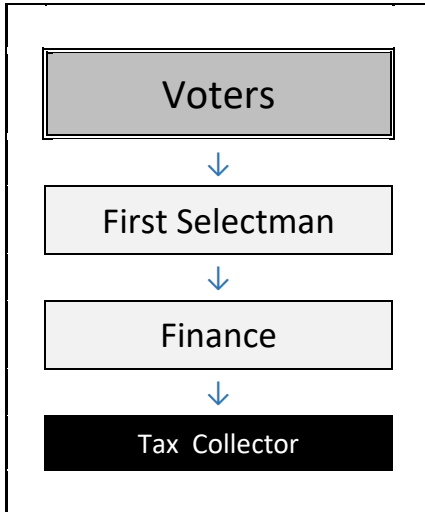 Voters
↓
First Selectman
↓
Finance
↓
Tax Collector